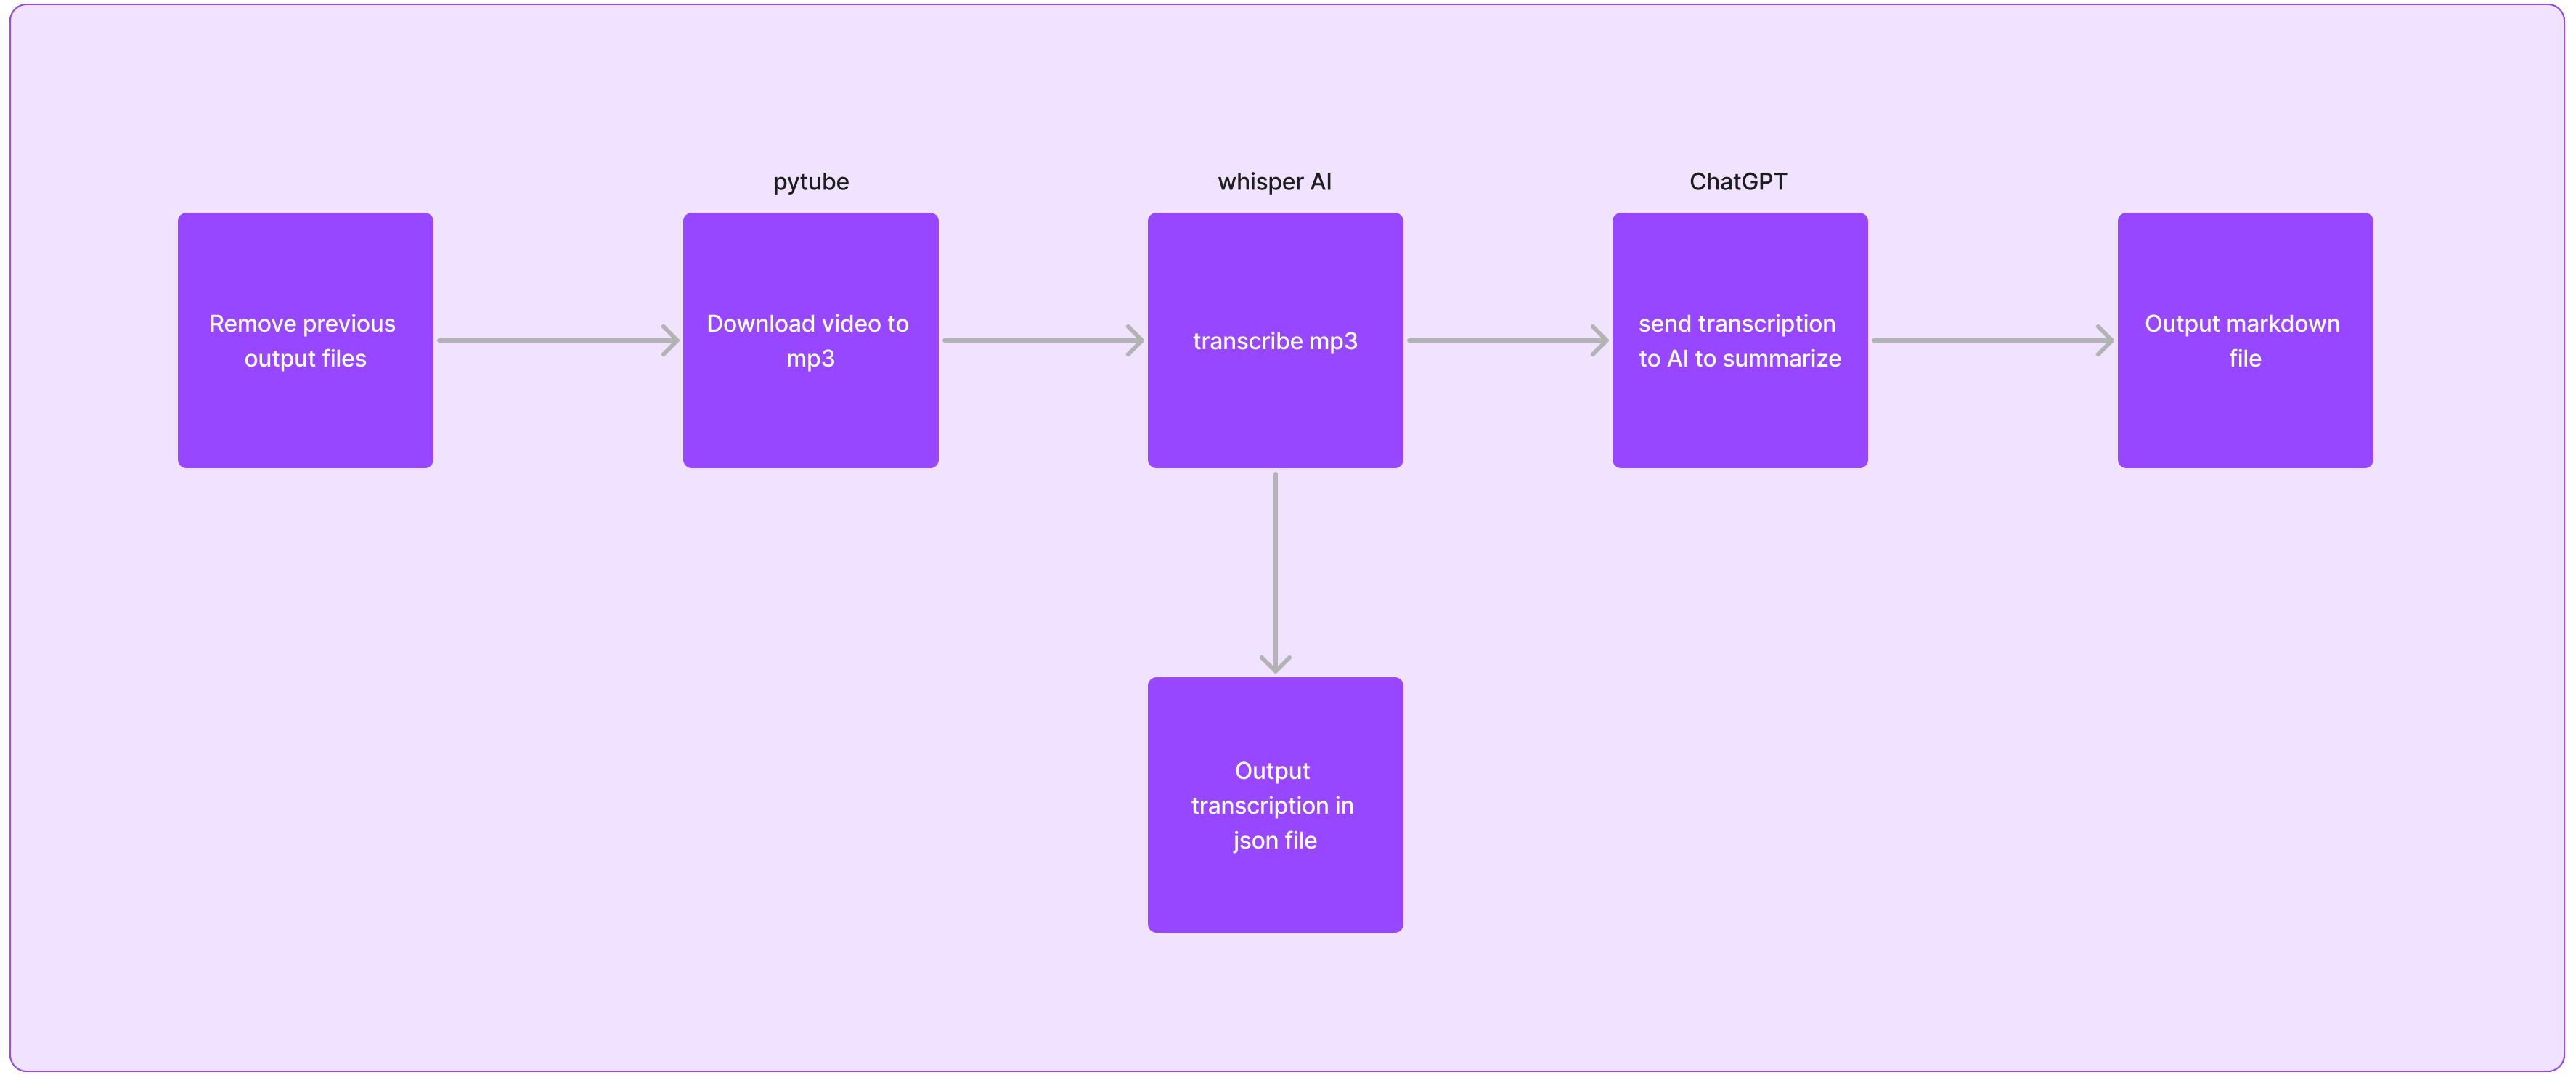 pytube
whisper AI
ChatGPT
Remove previous
output files
Download video to
mp3
transcribe mp3
send transcription
to AI to summarize
Output markdown
file
Output
transcription in
json file